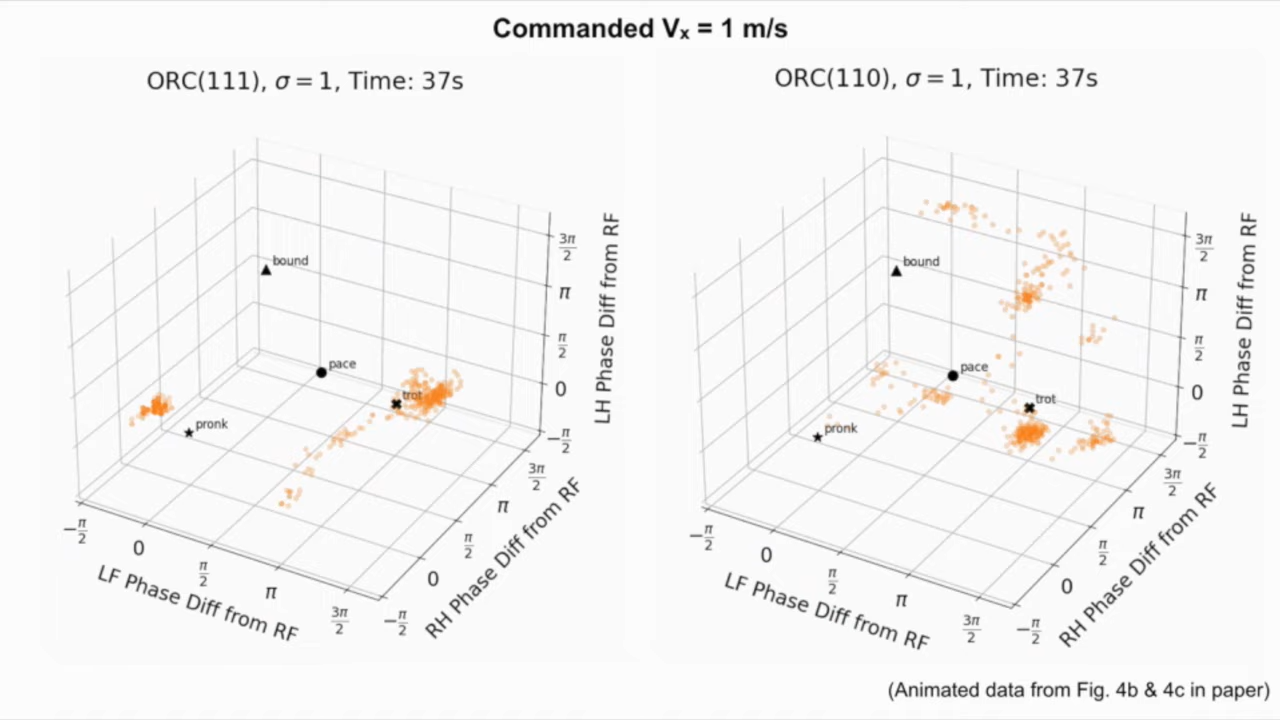 Commanded Vₓ = 1 m/s
ORC(111), σ = 1, Time: 37s
bound
pace
trot
pronk
3π/2
π
π/2
0
−π/2
LH Phase Diff from RF
−π/2
0
π/2
π
3π/2
LF Phase Diff from RF
−π/2
0
π/2
π
3π/2
RH Phase Diff from RF
ORC(110), σ = 1, Time: 37s
bound
pace
trot
pronk
3π/2
π
π/2
0
−π/2
LH Phase Diff from RF
−π/2
0
π/2
π
3π/2
LF Phase Diff from RF
−π/2
0
π/2
π
3π/2
RH Phase Diff from RF
(Animated data from Fig. 4b & 4c in paper)